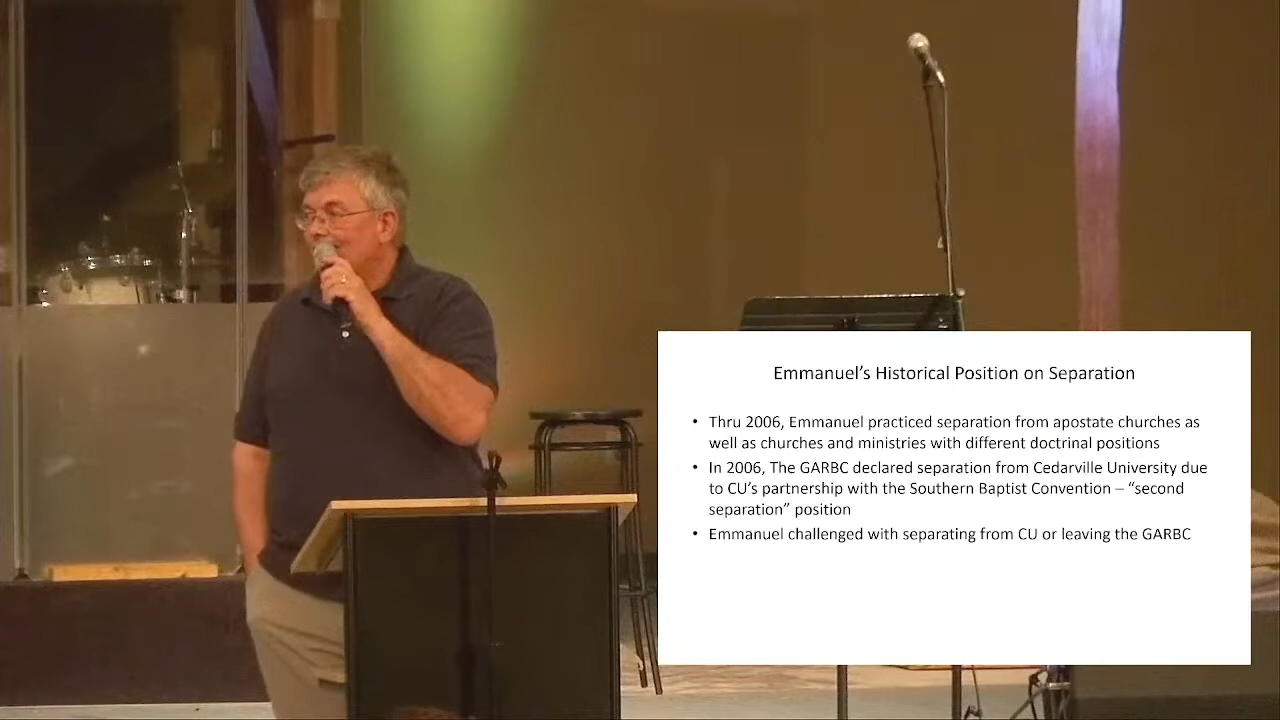 Emmanuel’s Historical Position on Separation
• Thru 2006, Emmanuel practiced separation from apostate churches as
well as churches and ministries with different doctrinal positions
• In 2006, The GARBC declared separation from Cedarville University due
to CU’s partnership with the Southern Baptist Convention – “second
separation” position
• Emmanuel challenged with separating from CU or leaving the GARBC